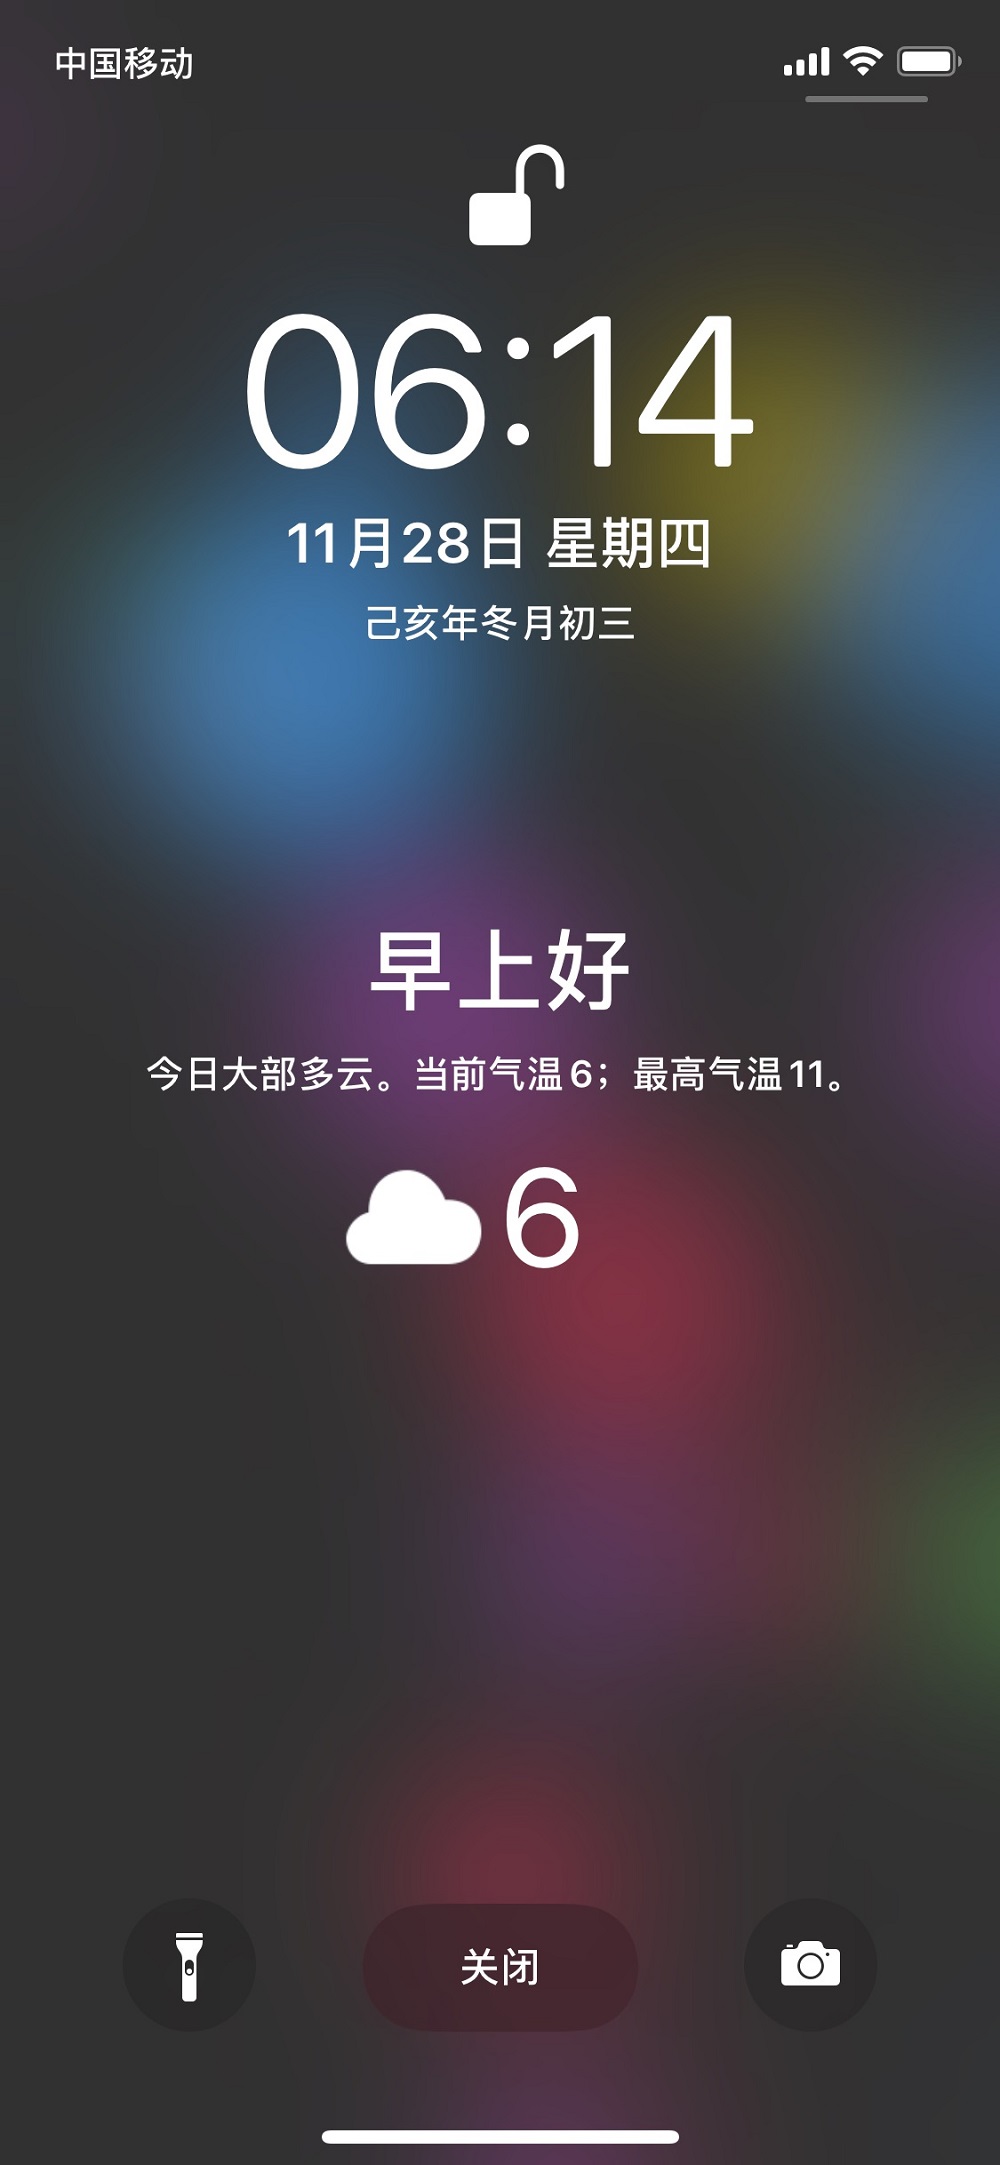 中国移动
06:14
11月28日 星期四
己亥年冬月初三
早上好
今日大部多云。当前气温6；最高气温11。
6
关闭